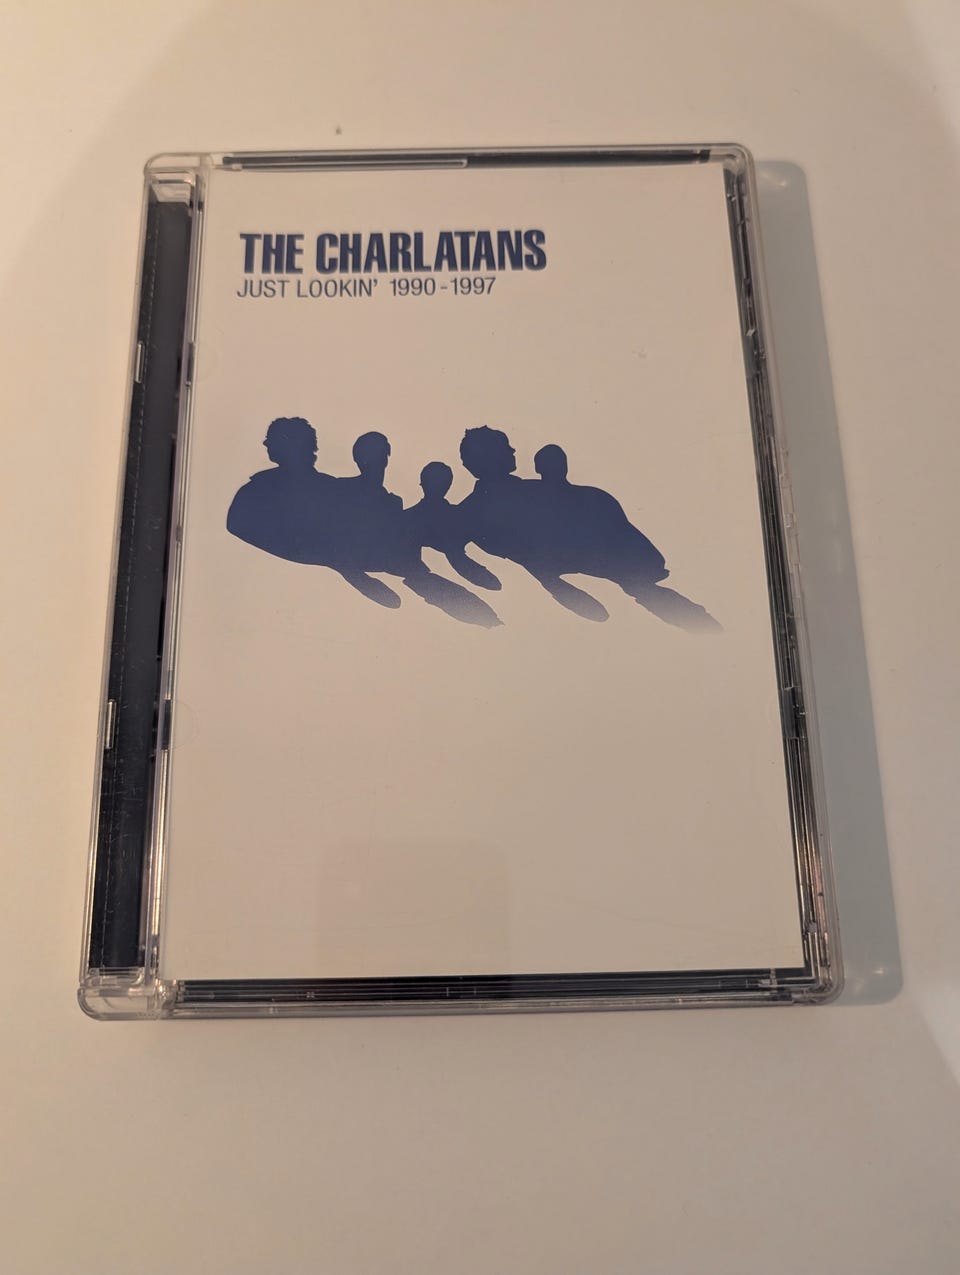 THE CHARLATANS
JUST LOOKIN' 1990-1997